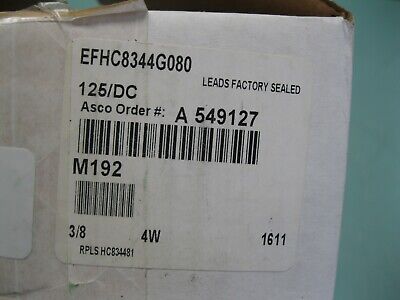 EFHC8344G080
LEADS FACTORY SEALED
125/DC
Asco Order #: A 549127
M192
3/8 4W 1611
RPLS HC834481